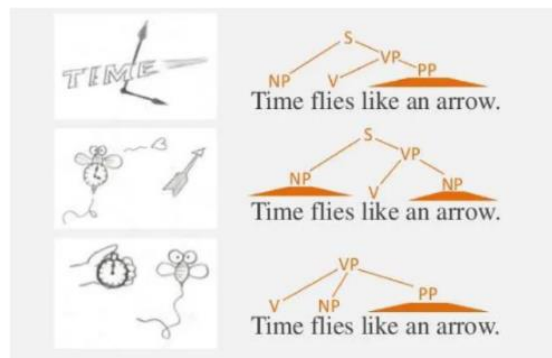 TIME
S
VP
NP V PP
Time flies like an arrow.
S
VP
NP V NP
Time flies like an arrow.
VP
V NP PP
Time flies like an arrow.